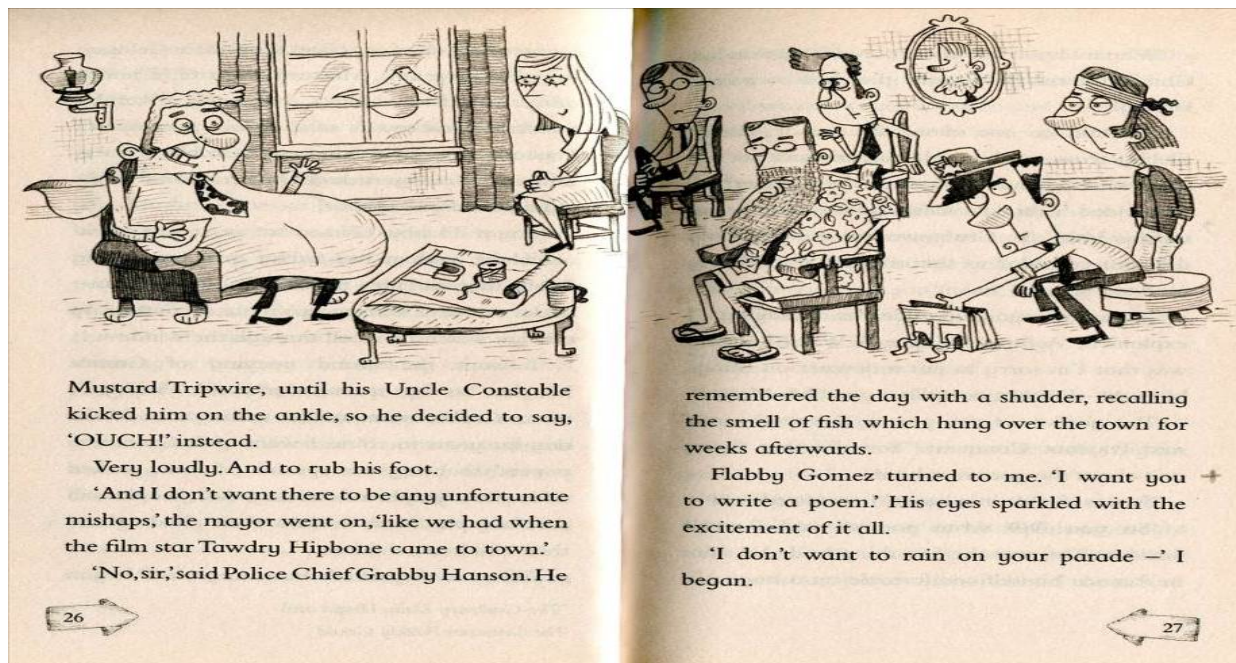 Mustard Tripwire, until his Uncle Constable
kicked him on the ankle, so he decided to say,
‘OUCH!’ instead.
Very loudly. And to rub his foot.
‘And I don’t want there to be any unfortunate
mishaps,’ the mayor went on, ‘like we had when
the film star Tawdry Hipbone came to town.’
‘No, sir,’ said Police Chief Grabby Hanson. He
26
remembered the day with a shudder, recalling
the smell of fish which hung over the town for
weeks afterwards.
Flabby Gomez turned to me. ‘I want you
to write a poem.’ His eyes sparkled with the
excitement of it all.
‘I don’t want to rain on your parade –’ I
began.
27